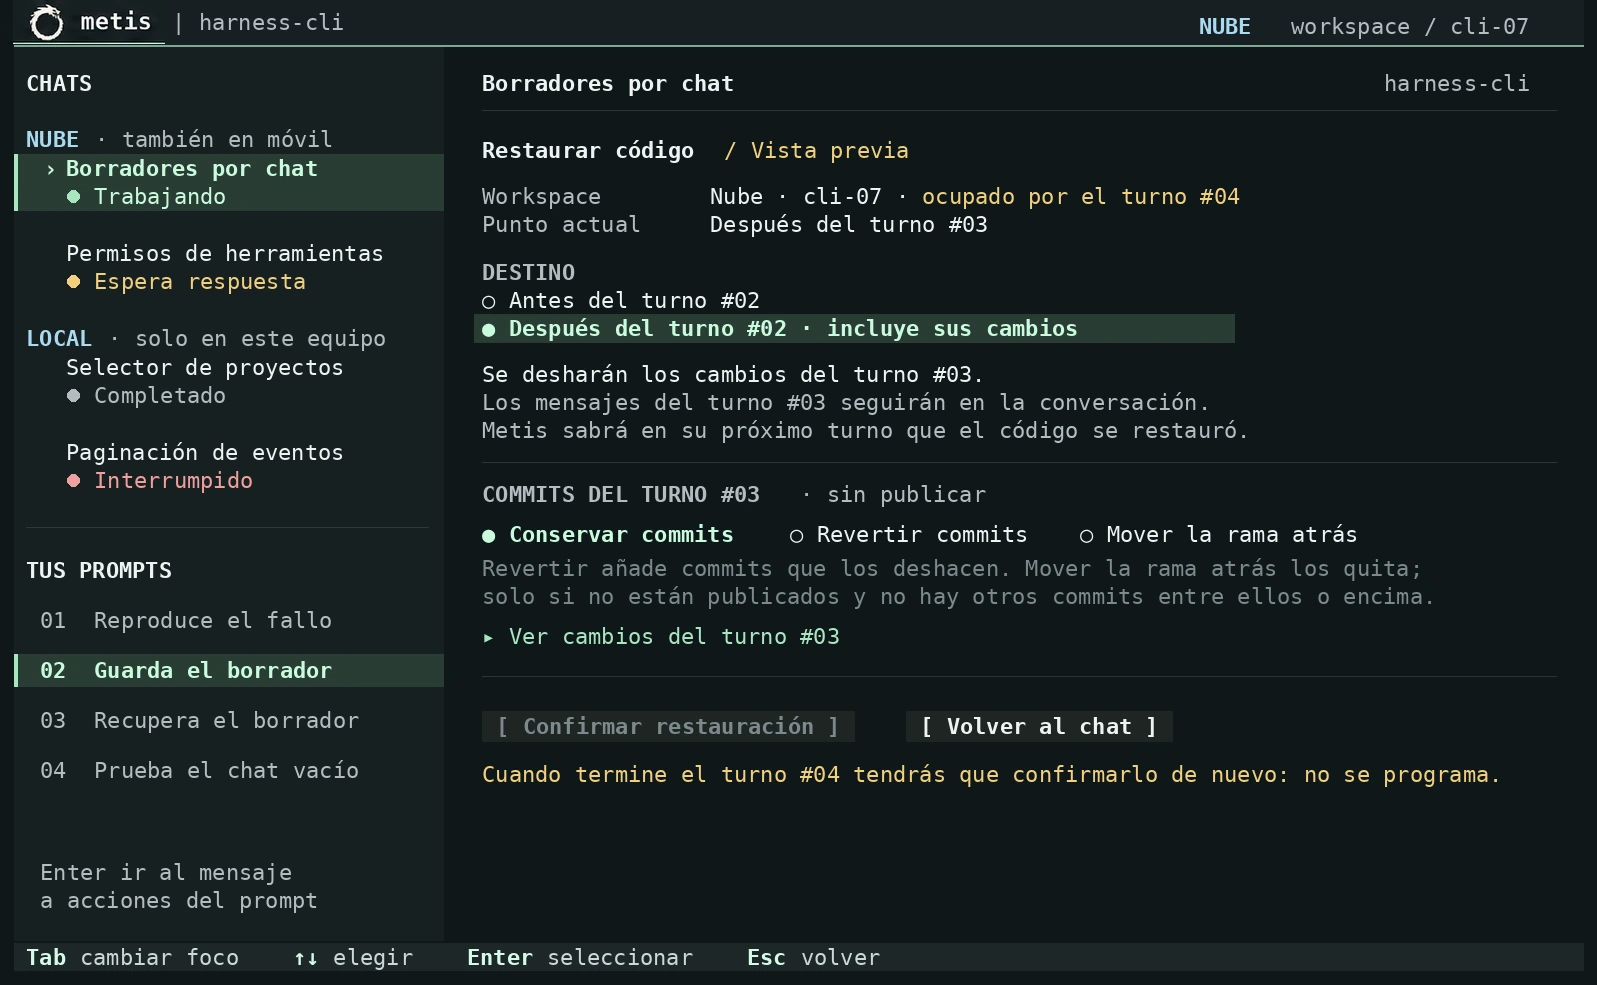 metis | harness-cli
NUBE workspace / cli-07
CHATS
NUBE · también en móvil
› Borradores por chat
● Trabajando
Permisos de herramientas
● Espera respuesta
LOCAL · solo en este equipo
Selector de proyectos
● Completado
Paginación de eventos
● Interrumpido
TUS PROMPTS
01 Reproduce el fallo
02 Guarda el borrador
03 Recupera el borrador
04 Prueba el chat vacío
Enter ir al mensaje
a acciones del prompt
Borradores por chat harness-cli
Restaurar código / Vista previa
Workspace Nube · cli-07 · ocupado por el turno #04
Punto actual Después del turno #03
DESTINO
○ Antes del turno #02
● Después del turno #02 · incluye sus cambios
Se desharán los cambios del turno #03.
Los mensajes del turno #03 seguirán en la conversación.
Metis sabrá en su próximo turno que el código se restauró.
COMMITS DEL TURNO #03 · sin publicar
● Conservar commits ○ Revertir commits ○ Mover la rama atrás
Revertir añade commits que los deshacen. Mover la rama atrás los quita;
solo si no están publicados y no hay otros commits entre ellos o encima.
▸ Ver cambios del turno #03
[ Confirmar restauración ] [ Volver al chat ]
Cuando termine el turno #04 tendrás que confirmarlo de nuevo: no se programa.
Tab cambiar foco ↑↓ elegir Enter seleccionar Esc volver